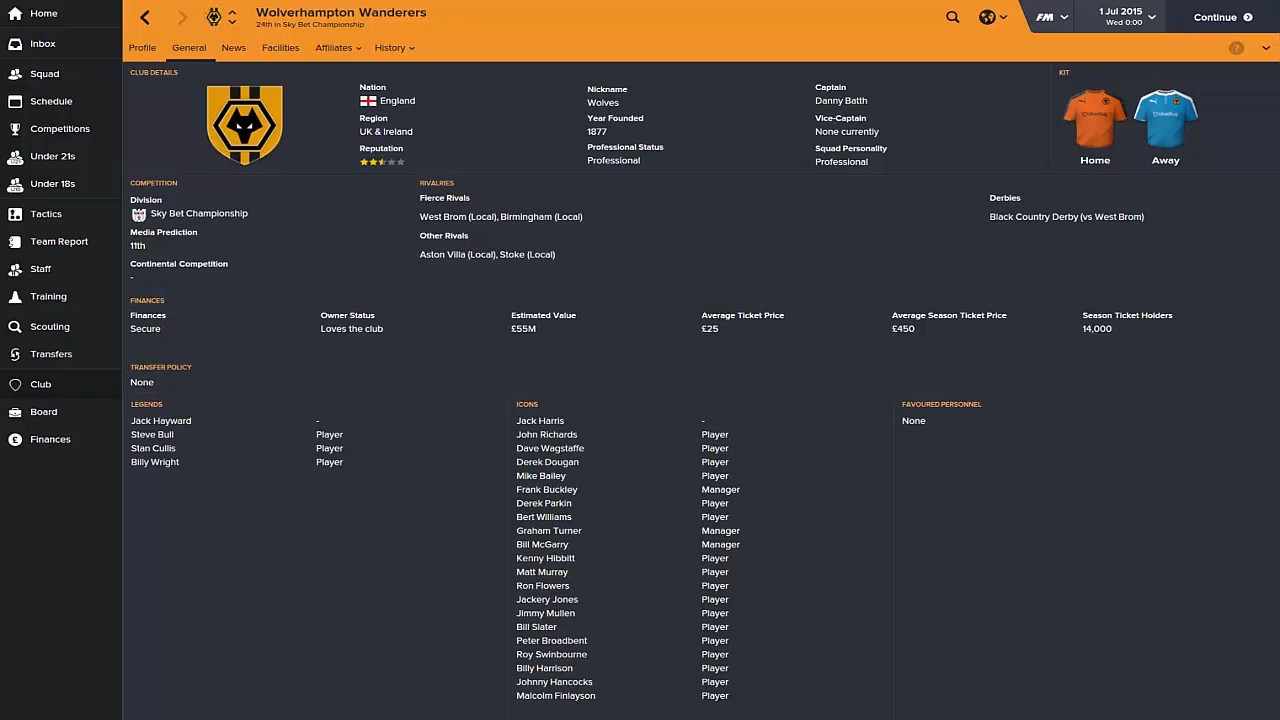 Home
Inbox
Squad
Schedule
Competitions
Under 21s
Under 18s
Tactics
Team Report
Staff
Training
Scouting
Transfers
Club
Board
Finances
Wolverhampton Wanderers
24th in Sky Bet Championship
FM
1 Jul 2015
Wed 0:00
Continue
Profile General News Facilities Affiliates History
?
CLUB DETAILS
Nation
England
Region
UK & Ireland
Reputation
Nickname
Wolves
Year Founded
1877
Professional Status
Professional
Captain
Danny Batth
Vice-Captain
None currently
Squad Personality
Professional
KIT
Home Away
COMPETITION
Division
Sky Bet Championship
Media Prediction
11th
Continental Competition
-
RIVALRIES
Fierce Rivals
West Brom (Local), Birmingham (Local)
Other Rivals
Aston Villa (Local), Stoke (Local)
Derbies
Black Country Derby (vs West Brom)
FINANCES
Finances Owner Status Estimated Value Average Ticket Price Average Season Ticket Price Season Ticket Holders
Secure Loves the club £55M £25 £450 14,000
TRANSFER POLICY
None
LEGENDS
Jack Hayward -
Steve Bull Player
Stan Cullis Player
Billy Wright Player
ICONS
Jack Harris -
John Richards Player
Dave Wagstaffe Player
Derek Dougan Player
Mike Bailey Player
Frank Buckley Manager
Derek Parkin Player
Bert Williams Player
Graham Turner Manager
Bill McGarry Manager
Kenny Hibbitt Player
Matt Murray Player
Ron Flowers Player
Jackery Jones Player
Jimmy Mullen Player
Bill Slater Player
Peter Broadbent Player
Roy Swinbourne Player
Billy Harrison Player
Johnny Hancocks Player
Malcolm Finlayson Player
FAVOURED PERSONNEL
None